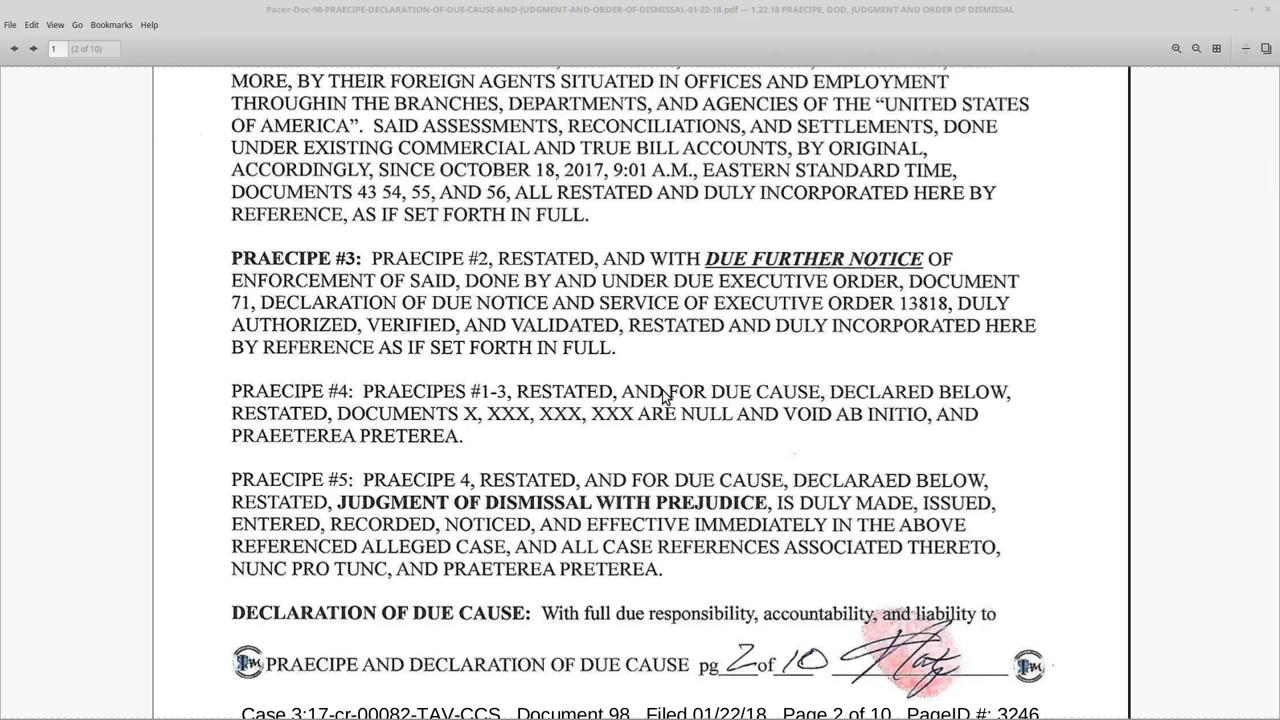 Pacer-Doc-98-PRAECIPE-DECLARATION-OF-DUE-CAUSE-AND-JUDGMENT-AND-ORDER-OF-DISMISSAL-01-22-18.pdf — 1.22.18 PRAECIPE, DOD, JUDGMENT AND ORDER OF DISMISSAL
File Edit View Go Bookmarks Help
1 (2 of 10)
MORE, BY THEIR FOREIGN AGENTS SITUATED IN OFFICES AND EMPLOYMENT
THROUGHIN THE BRANCHES, DEPARTMENTS, AND AGENCIES OF THE “UNITED STATES
OF AMERICA”. SAID ASSESSMENTS, RECONCILIATIONS, AND SETTLEMENTS, DONE
UNDER EXISTING COMMERCIAL AND TRUE BILL ACCOUNTS, BY ORIGINAL,
ACCORDINGLY, SINCE OCTOBER 18, 2017, 9:01 A.M., EASTERN STANDARD TIME,
DOCUMENTS 43 54, 55, AND 56, ALL RESTATED AND DULY INCORPORATED HERE BY
REFERENCE, AS IF SET FORTH IN FULL.
PRAECIPE #3: PRAECIPE #2, RESTATED, AND WITH DUE FURTHER NOTICE OF
ENFORCEMENT OF SAID, DONE BY AND UNDER DUE EXECUTIVE ORDER, DOCUMENT
71, DECLARATION OF DUE NOTICE AND SERVICE OF EXECUTIVE ORDER 13818, DULY
AUTHORIZED, VERIFIED, AND VALIDATED, RESTATED AND DULY INCORPORATED HERE
BY REFERENCE AS IF SET FORTH IN FULL.
PRAECIPE #4: PRAECIPES #1-3, RESTATED, AND FOR DUE CAUSE, DECLARED BELOW,
RESTATED, DOCUMENTS X, XXX, XXX, XXX ARE NULL AND VOID AB INITIO, AND
PRAEETEREA PRETEREA.
PRAECIPE #5: PRAECIPE 4, RESTATED, AND FOR DUE CAUSE, DECLARAED BELOW,
RESTATED, JUDGMENT OF DISMISSAL WITH PREJUDICE, IS DULY MADE, ISSUED,
ENTERED, RECORDED, NOTICED, AND EFFECTIVE IMMEDIATELY IN THE ABOVE
REFERENCED ALLEGED CASE, AND ALL CASE REFERENCES ASSOCIATED THERETO,
NUNC PRO TUNC, AND PRAETEREA PRETEREA.
DECLARATION OF DUE CAUSE: With full due responsibility, accountability, and liability to
PRAECIPE AND DECLARATION OF DUE CAUSE pg 2 of 10
Case 3:17-cr-00082-TAV-CCS Document 98 Filed 01/22/18 Page 2 of 10 PageID #: 3246